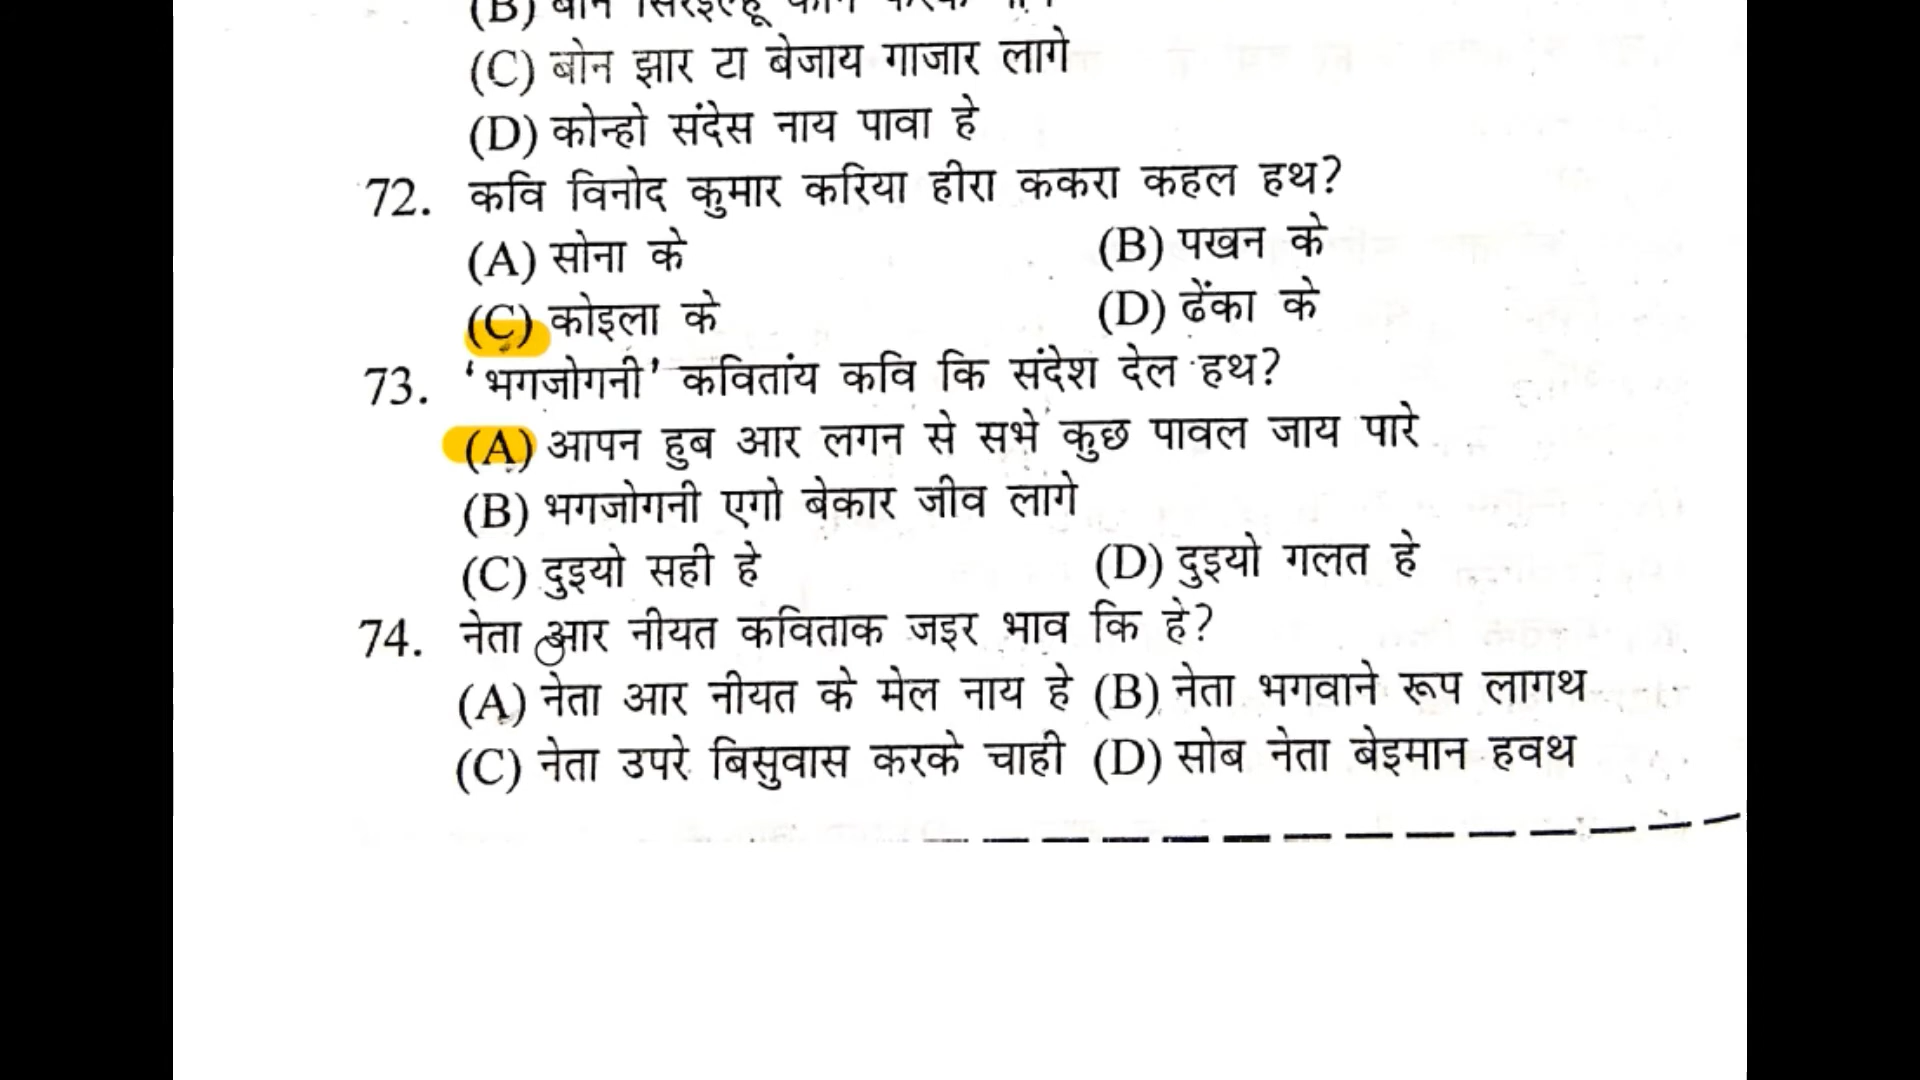 (C) बोन झार टा बेजाय गाजार लागे
(D) कोन्हो संदेस नाय पावा हे
72. कवि विनोद कुमार करिया हीरा ककरा कहल हथ?
(A) सोना के (B) पखन के
(C) कोइला के (D) ढेंका के
73. 'भगजोगनी' कवितांय कवि कि संदेश देल हथ?
(A) आपन हुब आर लगन से सभे कुछ पावल जाय पारे
(B) भगजोगनी एगो बेकार जीव लागे
(C) दुइयो सही हे (D) दुइयो गलत हे
74. नेता आर नीयत कविताक जइर भाव कि हे?
(A) नेता आर नीयत के मेल नाय हे (B) नेता भगवाने रूप लागथ
(C) नेता उपरे बिसुवास करके चाही (D) सोब नेता बेइमान हवथ